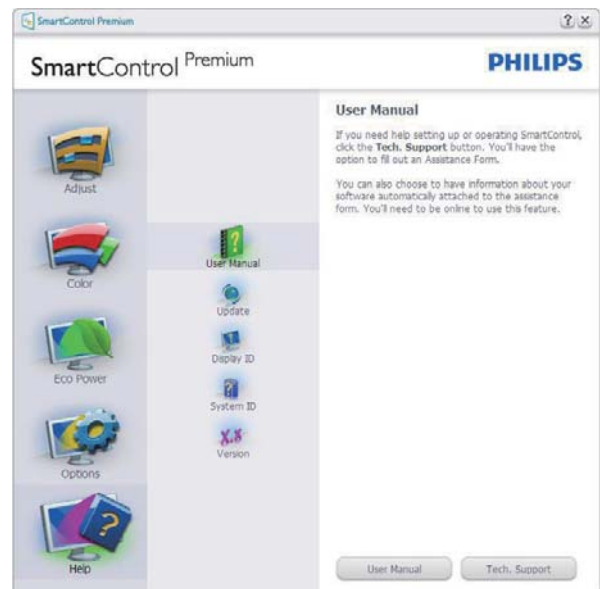 SmartControl Premium
? X
SmartControl Premium
PHILIPS
Adjust
Color
Eco Power
Options
Help
User Manual
Update
Display ID
System ID
X.X
Version
User Manual
If you need help setting up or operating SmartControl,
click the Tech. Support button. You'll have the
option to fill out an Assistance Form.
You can also choose to have information about your
software automatically attached to the assistance
form. You'll need to be online to use this feature.
User Manual
Tech. Support